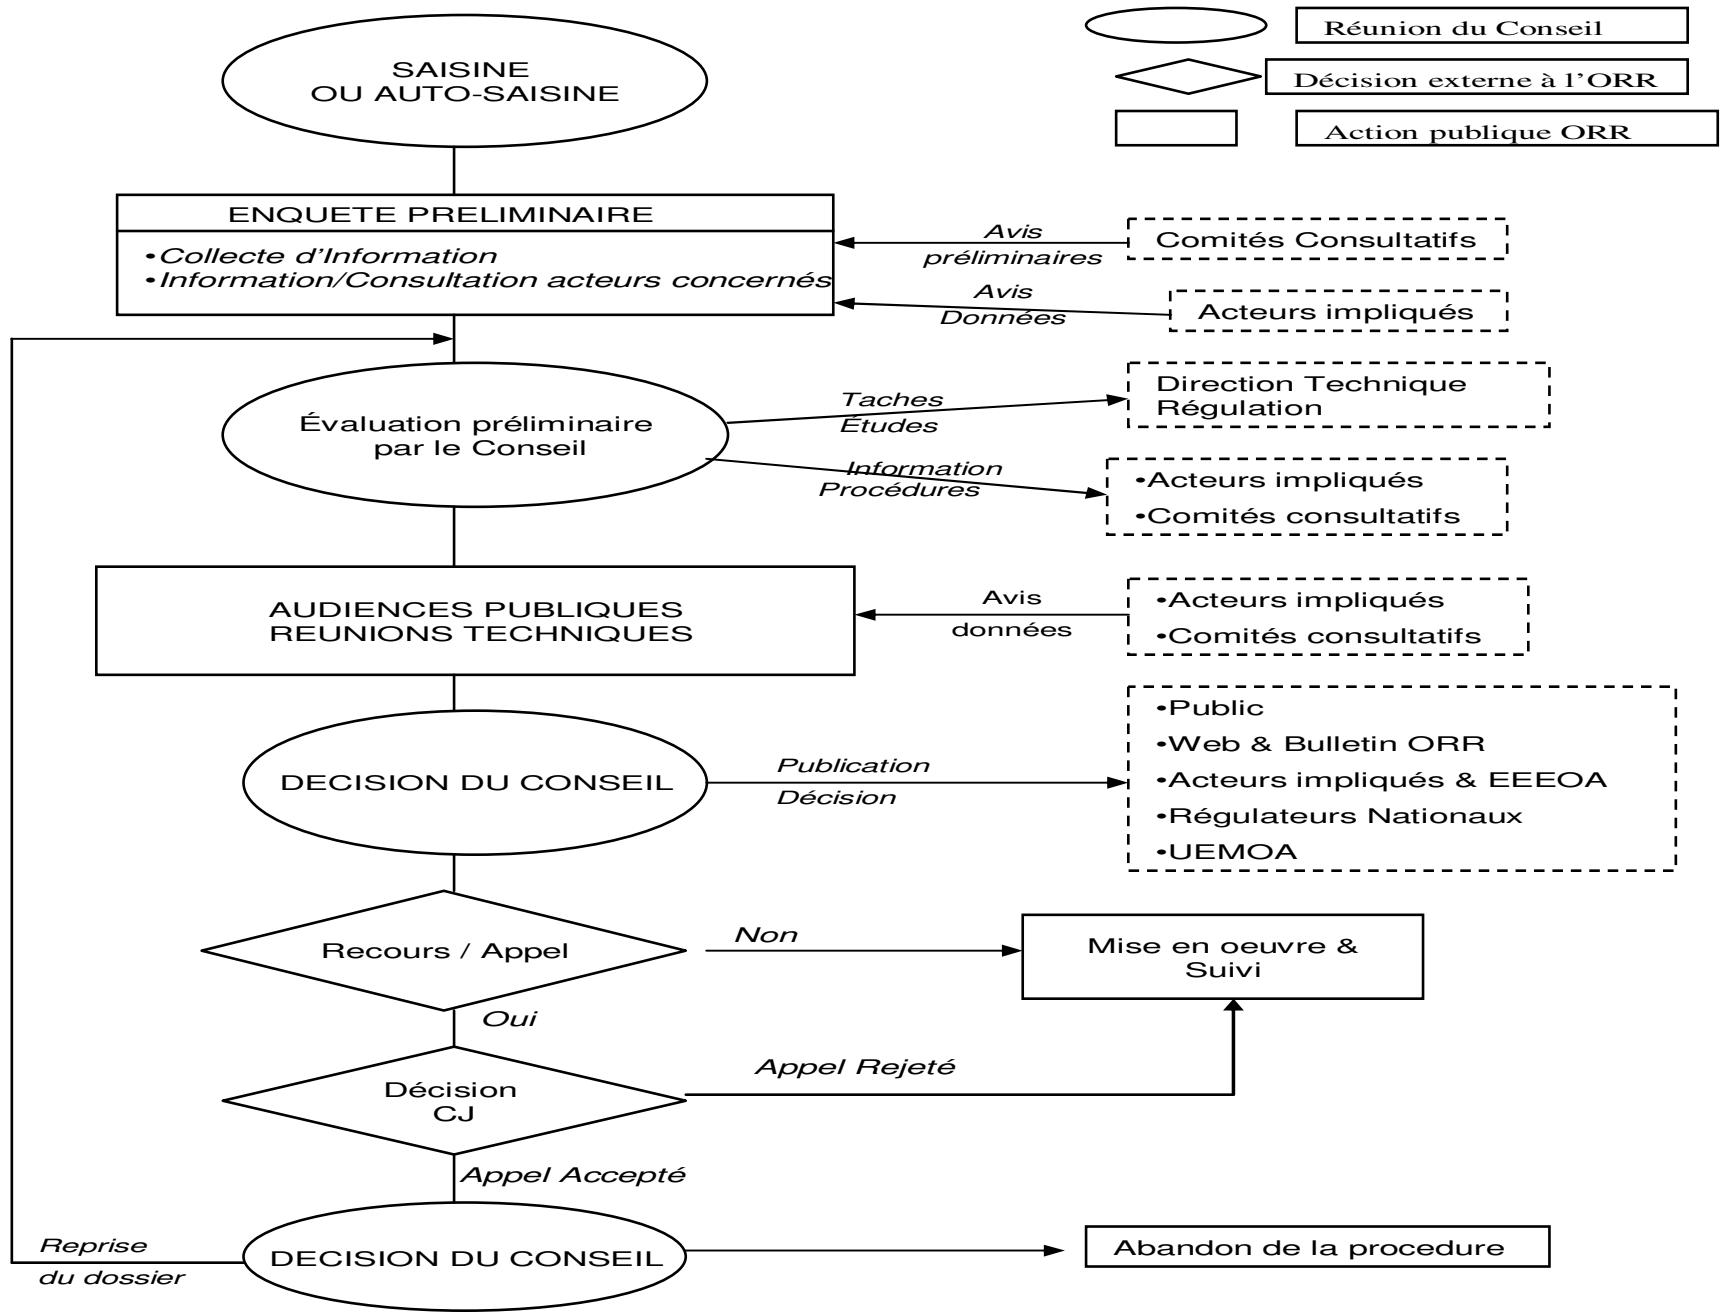 SAISINE
OU AUTO-SAISINE
Réunion du Conseil
Décision externe à l'ORR
Action publique ORR
ENQUETE PRELIMINAIRE
•Collecte d'Information
•Information/Consultation acteurs concernés
Avis
préliminaires
Comités Consultatifs
Avis
Données
Acteurs impliqués
Évaluation préliminaire
par le Conseil
Taches
Études
Direction Technique
Régulation
Information
Procédures
•Acteurs impliqués
•Comités consultatifs
AUDIENCES PUBLIQUES
REUNIONS TECHNIQUES
Avis
données
•Acteurs impliqués
•Comités consultatifs
DECISION DU CONSEIL
Publication
Décision
•Public
•Web & Bulletin ORR
•Acteurs impliqués & EEEOA
•Régulateurs Nationaux
•UEMOA
Recours / Appel
Non
Mise en oeuvre &
Suivi
Oui
Décision
CJ
Appel Rejeté
Appel Accepté
DECISION DU CONSEIL
Reprise
du dossier
Abandon de la procedure